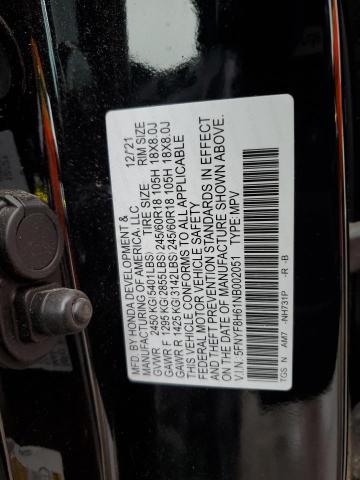 MFD. BY HONDA DEVELOPMENT & 12/21
MANUFACTURING OF AMERICA, LLC
TIRE SIZE RIM SIZE
GVWR 2450 KG(5401LBS)
GAWR F 1295 KG(2855LBS) 245/60R18 105H 18X8.0J
GAWR R 1425 KG(3142LBS) 245/60R18 105H 18X8.0J
THIS VEHICLE CONFORMS TO ALL APPLICABLE
FEDERAL MOTOR VEHICLE SAFETY
AND THEFT PREVENTION STANDARDS IN EFFECT
ON THE DATE OF MANUFACTURE SHOWN ABOVE.
V.I.N.: 5FNYF8H61NB002051 TYPE:MPV
TGS N AM7 -NH731P -R -B